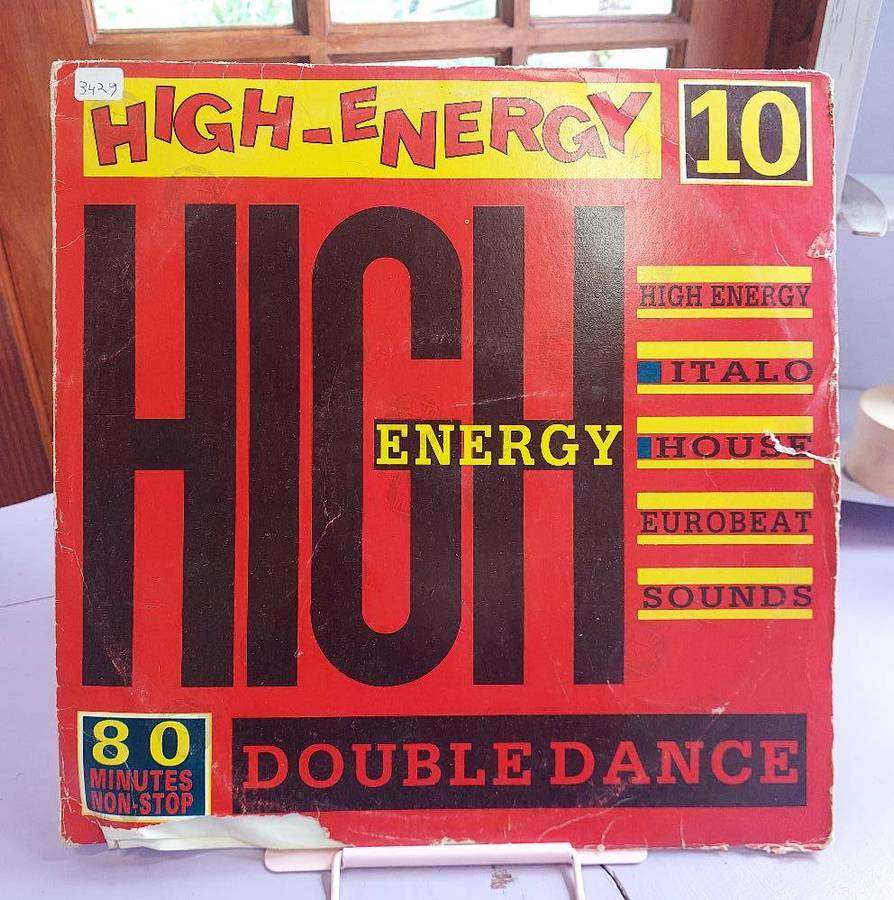 3429
HIGH-ENERGY
10
HIGH
ENERGY
HIGH ENERGY
ITALO
HOUSE
EUROBEAT
SOUNDS
80
MINUTES
NON-STOP
DOUBLE DANCE